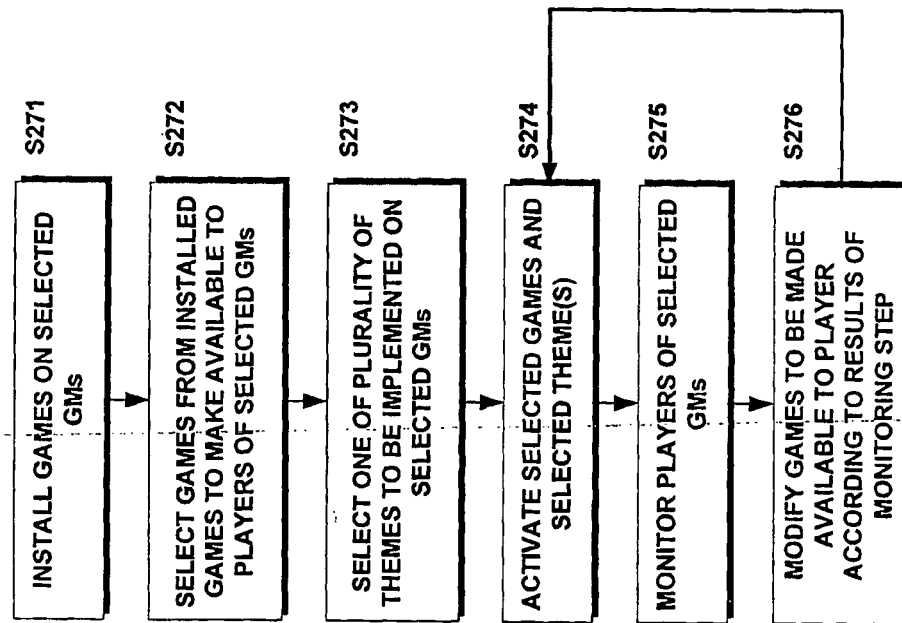 S271
INSTALL GAMES ON SELECTED
GMs
S272
SELECT GAMES FROM INSTALLED
GAMES TO MAKE AVAILABLE TO
PLAYERS OF SELECTED GMs
S273
SELECT ONE OF PLURALITY OF
THEMES TO BE IMPLEMENTED ON
SELECTED GMs
S274
ACTIVATE SELECTED GAMES AND
SELECTED THEME(S)
S275
MONITOR PLAYERS OF SELECTED
GMs
S276
MODIFY GAMES TO BE MADE
AVAILABLE TO PLAYER
ACCORDING TO RESULTS OF
MONITORING STEP